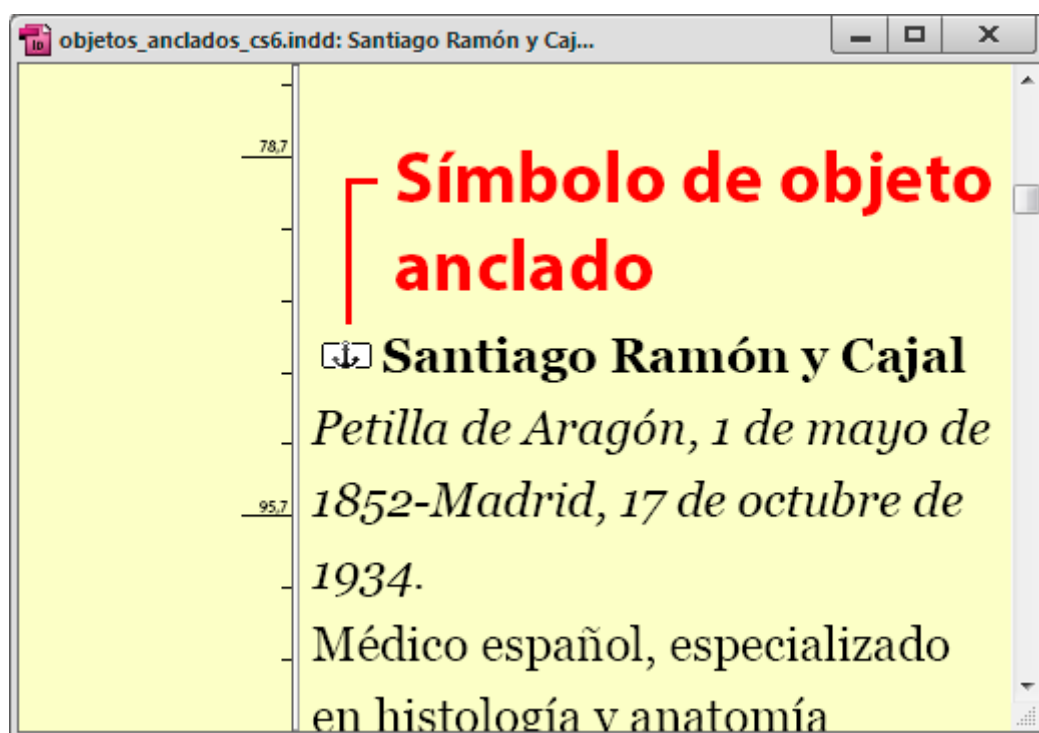 objetos_anclados_cs6.indd: Santiago Ramón y Caj...
78,7
Símbolo de objeto
anclado
Santiago Ramón y Cajal
Petilla de Aragón, 1 de mayo de
95,7
1852-Madrid, 17 de octubre de
1934.
Médico español, especializado
en histología y anatomía